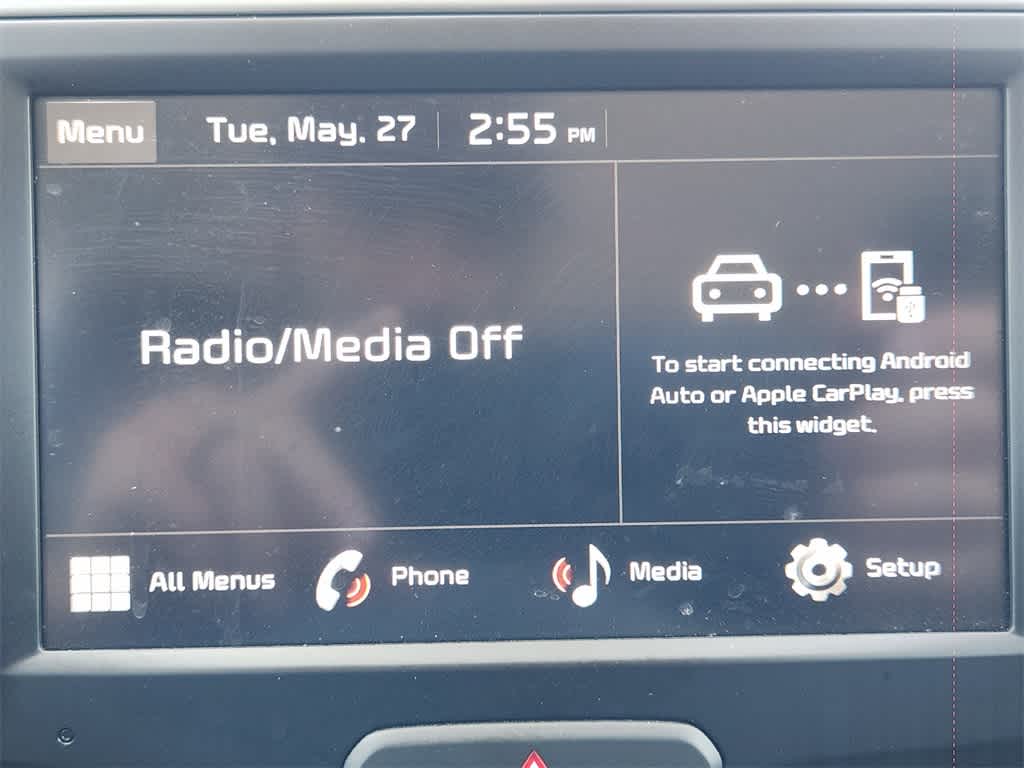 Menu
Tue, May. 27
2:55 PM
Radio/Media Off
To start connecting Android
Auto or Apple CarPlay, press
this widget.
All Menus
Phone
Media
Setup